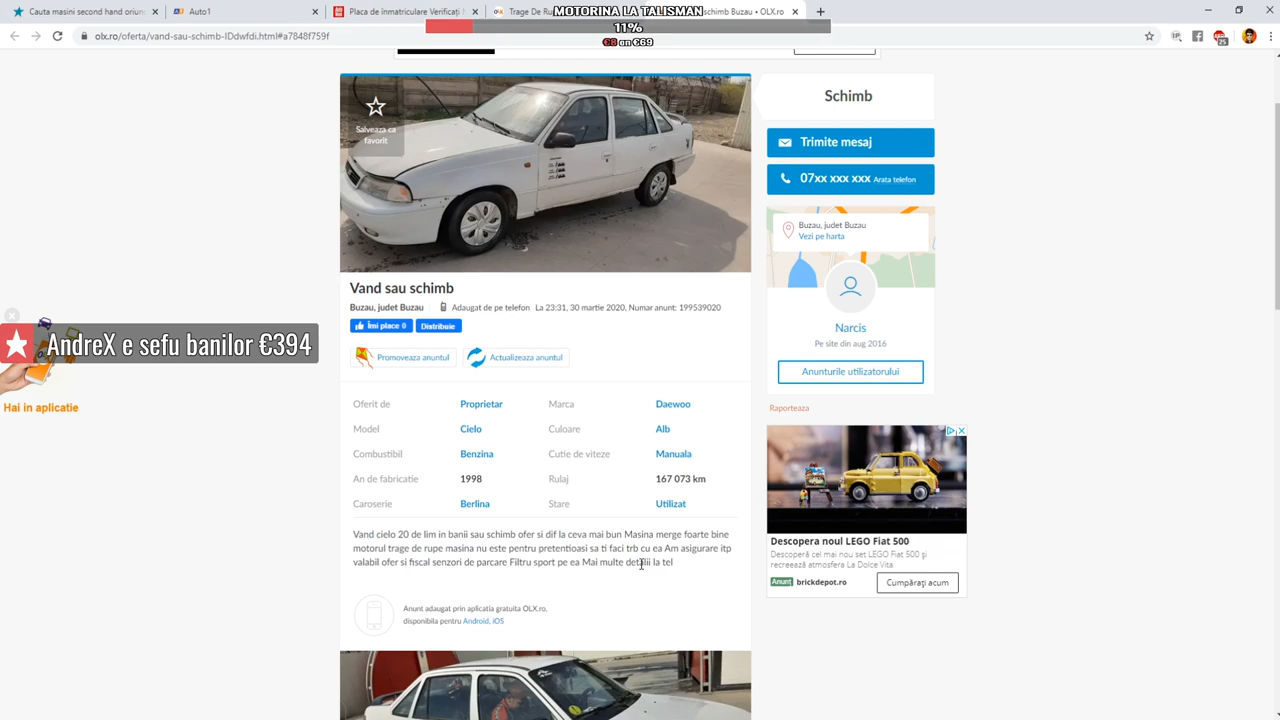 Cauta masini second hand din stoc
Auto1
Placa de Inmatriculare Verificați N
Trage De Ru
schimb Buzau • OLX.ro
MOTORINA LA TALISMAN
11%
€8 an €69
olx.ro/oferta/vand-sau-schimb-IDdwfdi.html#a7848f759f
25
Salveaza ca
favorit
Schimb
Trimite mesaj
07xx xxx xxx Arata telefon
Buzau, judet Buzau
Vezi pe harta
Narcis
Pe site din aug 2016
Anunturile utilizatorului
Raporteaza
Vand sau schimb
Buzau, judet Buzau Adaugat de pe telefon La 23:31, 30 martie 2020, Numar anunt: 199539020
Îmi place 0 Distribuie
AndreX e seful banilor €394
Hai in aplicatie
Promoveaza anuntul Actualizeaza anuntul
Oferit de Proprietar Marca Daewoo
Model Cielo Culoare Alb
Combustibil Benzina Cutie de viteze Manuala
An de fabricatie 1998 Rulaj 167 073 km
Caroserie Berlina Stare Utilizat
Vand cielo 20 de lim in banii sau schimb ofer si dif la ceva mai bun Masina merge foarte bine
motorul trage de rupe masina nu este pentru pretentioasi sa ti faci trb cu ea Am asigurare itp
valabil ofer si fiscal senzori de parcare Filtru sport pe ea Mai multe detalii la tel
Anunt adaugat prin aplicatia gratuita OLX.ro,
disponibila pentru Android, iOS
Descopera noul LEGO Fiat 500
Descoperă cel mai nou set LEGO Fiat 500 și
recreează atmosfera La Dolce Vita
Anunț brickdepot.ro
Cumpărați acum